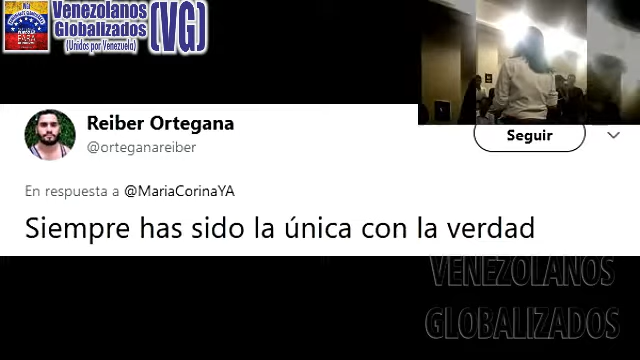 Venezolanos
Globalizados
(Unidos por Venezuela)
(VG)
Reiber Ortegana
@orteganareiber
Seguir
En respuesta a @MariaCorinaYA
Siempre has sido la única con la verdad
VENEZOLANOS
GLOBALIZADOS